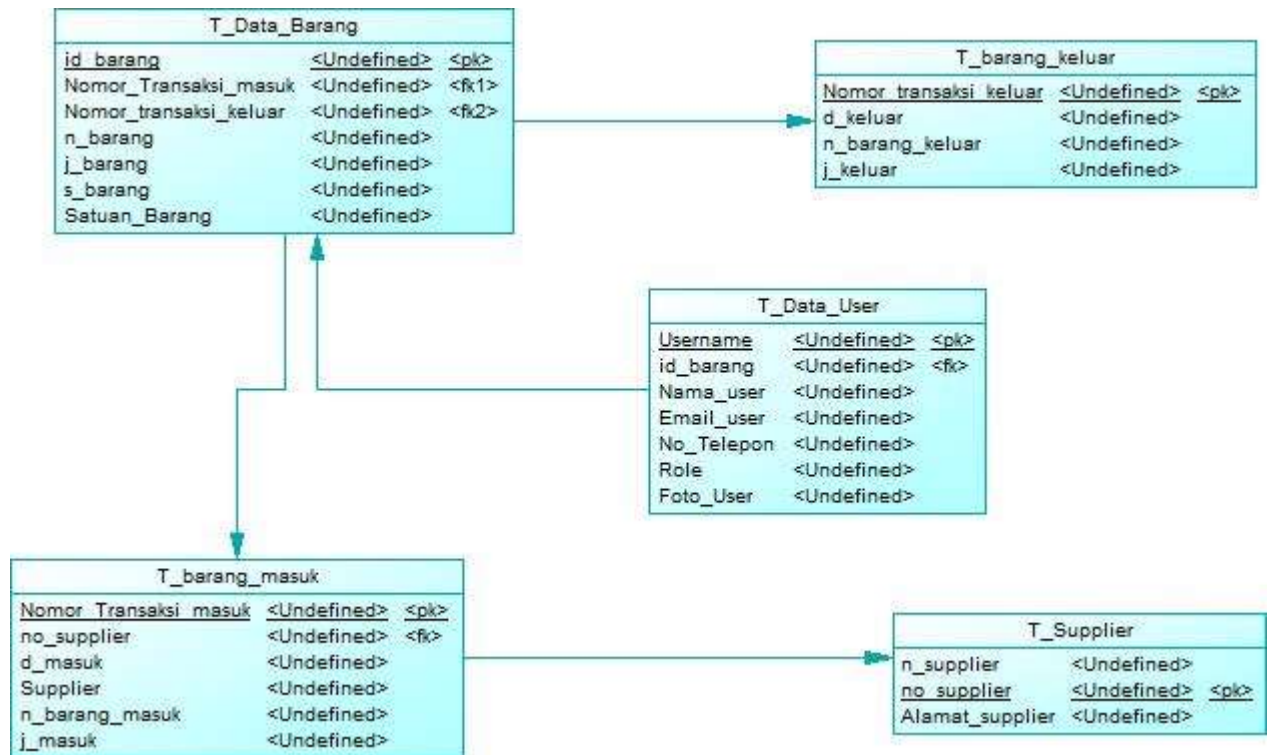 T_Data_Barang
id_barang <Undefined> <pk>
Nomor_Transaksi_masuk <Undefined> <fk1>
Nomor_transaksi_keluar <Undefined> <fk2>
n_barang <Undefined>
j_barang <Undefined>
s_barang <Undefined>
Satuan_Barang <Undefined>
T_barang_keluar
Nomor_transaksi_keluar <Undefined> <pk>
d_keluar <Undefined>
n_barang_keluar <Undefined>
j_keluar <Undefined>
T_Data_User
Username <Undefined> <pk>
id_barang <Undefined> <fk>
Nama_user <Undefined>
Email_user <Undefined>
No_Telepon <Undefined>
Role <Undefined>
Foto_User <Undefined>
T_barang_masuk
Nomor_Transaksi_masuk <Undefined> <pk>
no_supplier <Undefined> <fk>
d_masuk <Undefined>
Supplier <Undefined>
n_barang_masuk <Undefined>
j_masuk <Undefined>
T_Supplier
n_supplier <Undefined>
no_supplier <Undefined> <pk>
Alamat_supplier <Undefined>